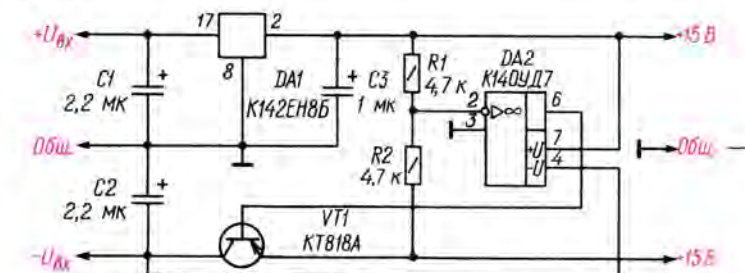 +Uвх
17
2
+15 В
8
C1
2,2 мк
DA1
К142ЕН8Б
C3
1 мк
R1
4,7 к
DA2
К140УД7
2
3
▷∞
6
+U
7
-U
4
Общ.
Общ.
C2
2,2 мк
R2
4,7 к
VT1
КТ818А
-Uвх
-15 В